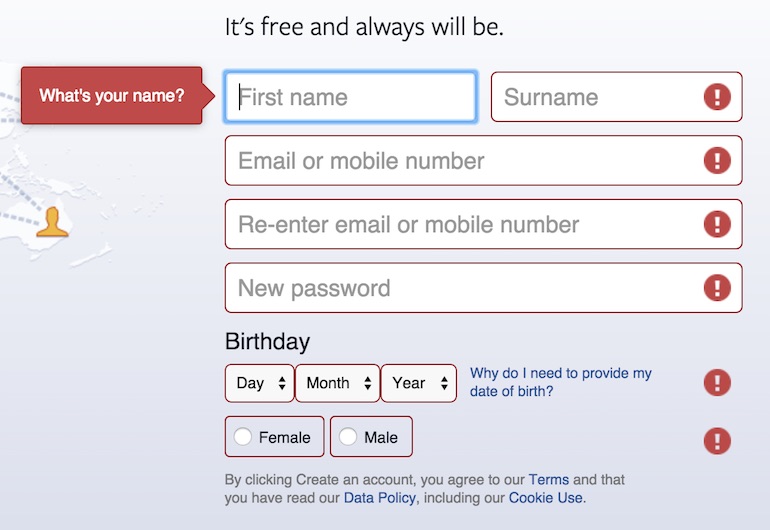 It's free and always will be.
What's your name?
First name
Surname
Email or mobile number
Re-enter email or mobile number
New password
Birthday
Day Month Year
Why do I need to provide my
date of birth?
Female Male
By clicking Create an account, you agree to our Terms and that
you have read our Data Policy, including our Cookie Use.